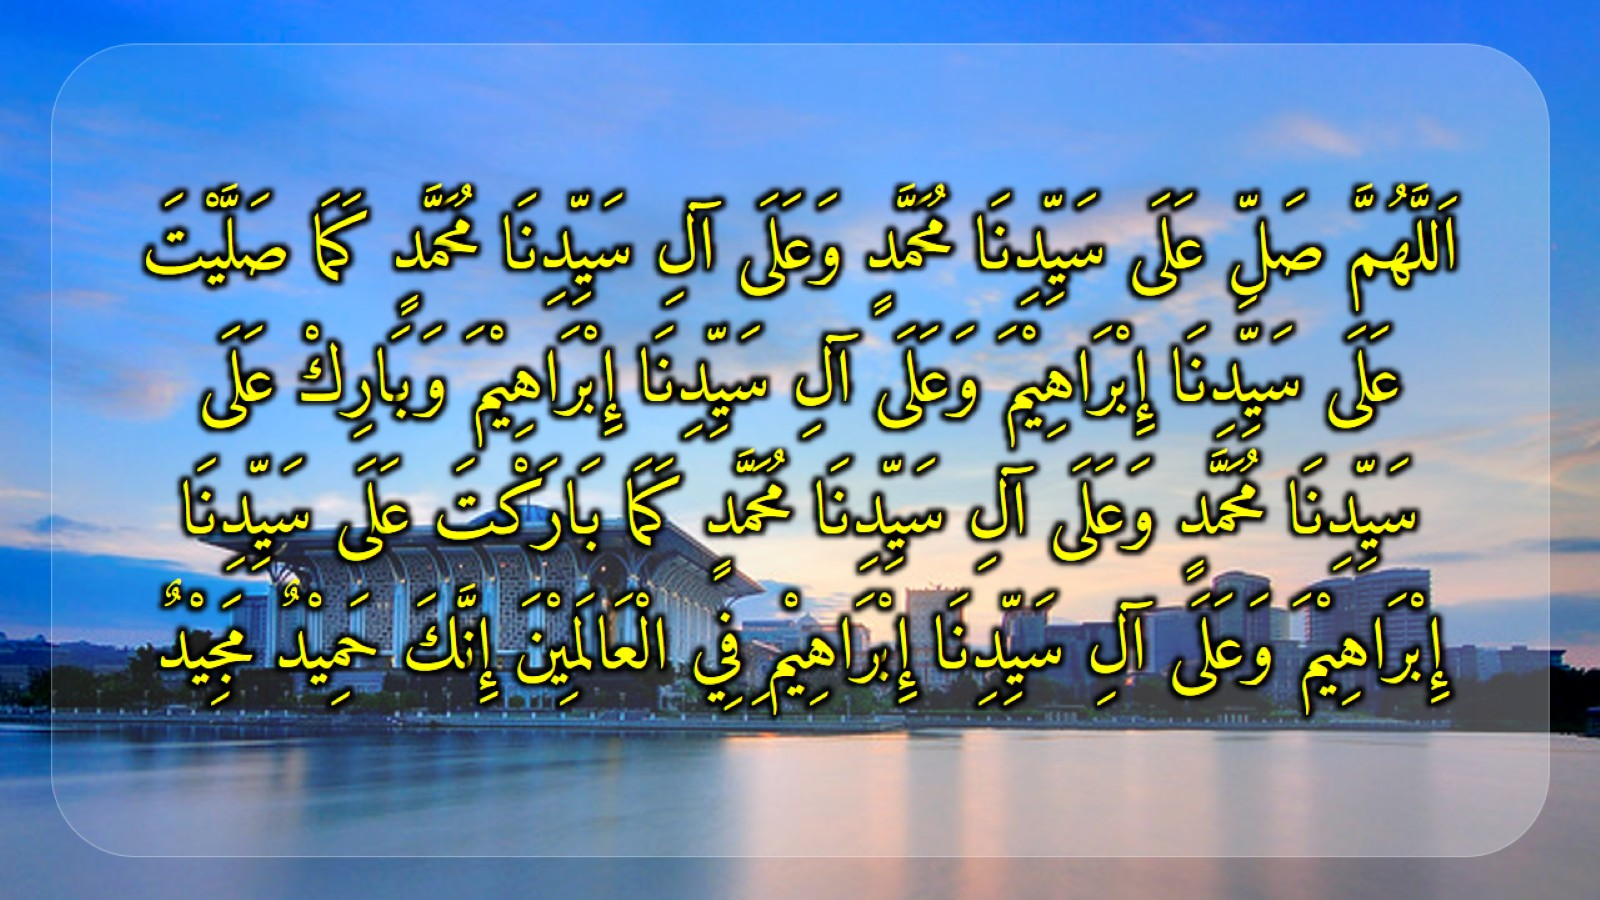 اَللَّهُمَّ صَلِّ عَلَى سَيِّدِنَا مُحَمَّدٍ وَعَلَى آلِ سَيِّدِنَا مُحَمَّدٍ كَمَا صَلَّيْتَ
عَلَى سَيِّدِنَا إِبْرَاهِيْمَ وَعَلَى آلِ سَيِّدِنَا إِبْرَاهِيْمَ وَبَارِكْ عَلَى
سَيِّدِنَا مُحَمَّدٍ وَعَلَى آلِ سَيِّدِنَا مُحَمَّدٍ كَمَا بَارَكْتَ عَلَى سَيِّدِنَا
إِبْرَاهِيْمَ وَعَلَى آلِ سَيِّدِنَا إِبْرَاهِيْمِ فِي الْعَالَمِيْنَ إِنَّكَ حَمِيْدٌ مَجِيْدٌ